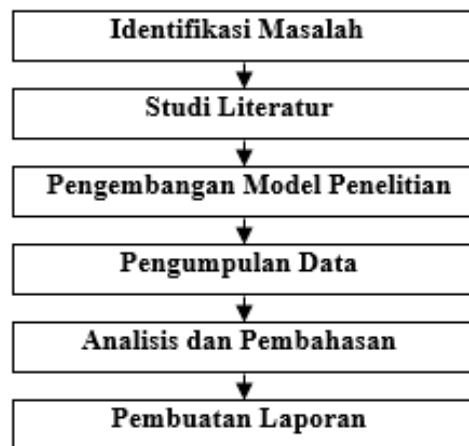 Identifikasi Masalah
Studi Literatur
Pengembangan Model Penelitian
Pengumpulan Data
Analisis dan Pembahasan
Pembuatan Laporan